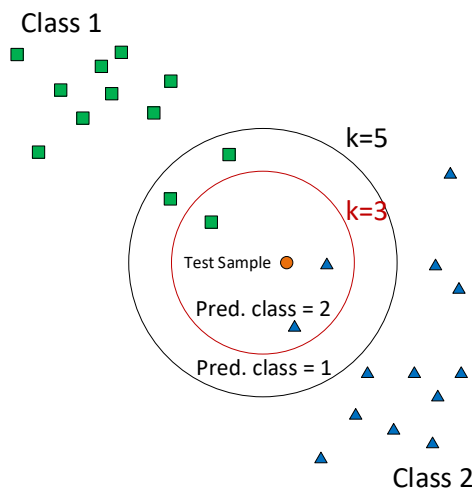 Class 1
k=5
k=3
Test Sample
Pred. class = 2
Pred. class = 1
Class 2